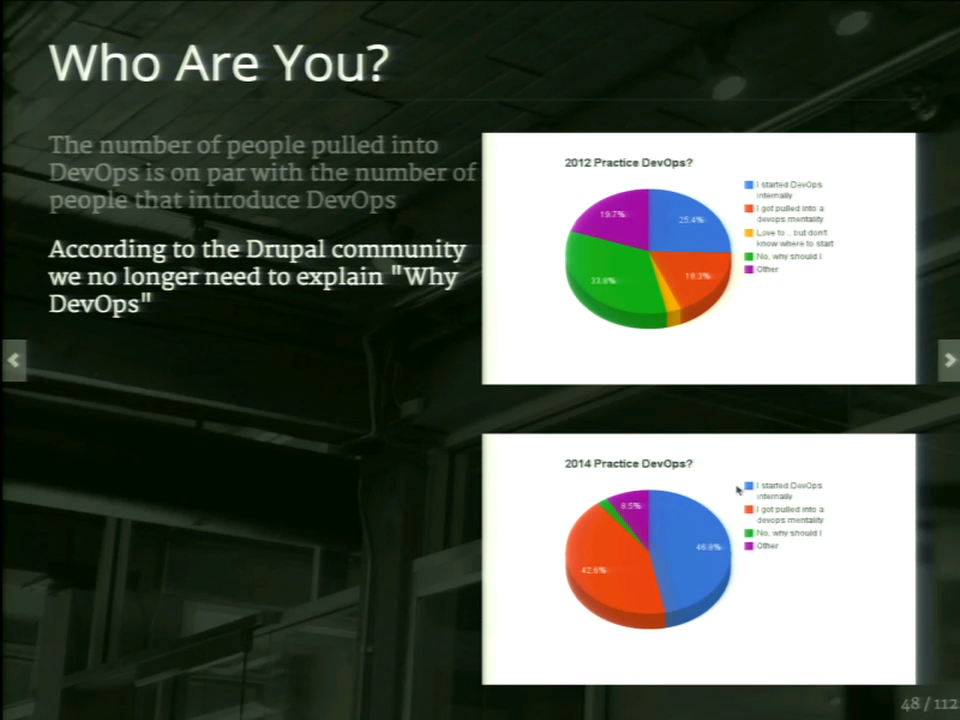 Who Are You?
The number of people pulled into
DevOps is on par with the number of
people that introduce DevOps
According to the Drupal community
we no longer need to explain "Why
DevOps"
2012 Practice DevOps?
I started DevOps
internally
I got pulled into a
devops mentality
Love to .. but don't
know where to start
No, why should I
Other
19.7%
25.4%
33.8%
18.3%
2014 Practice DevOps?
I started DevOps
internally
I got pulled into a
devops mentality
No, why should I
Other
8.5%
46.8%
42.6%
48 / 112